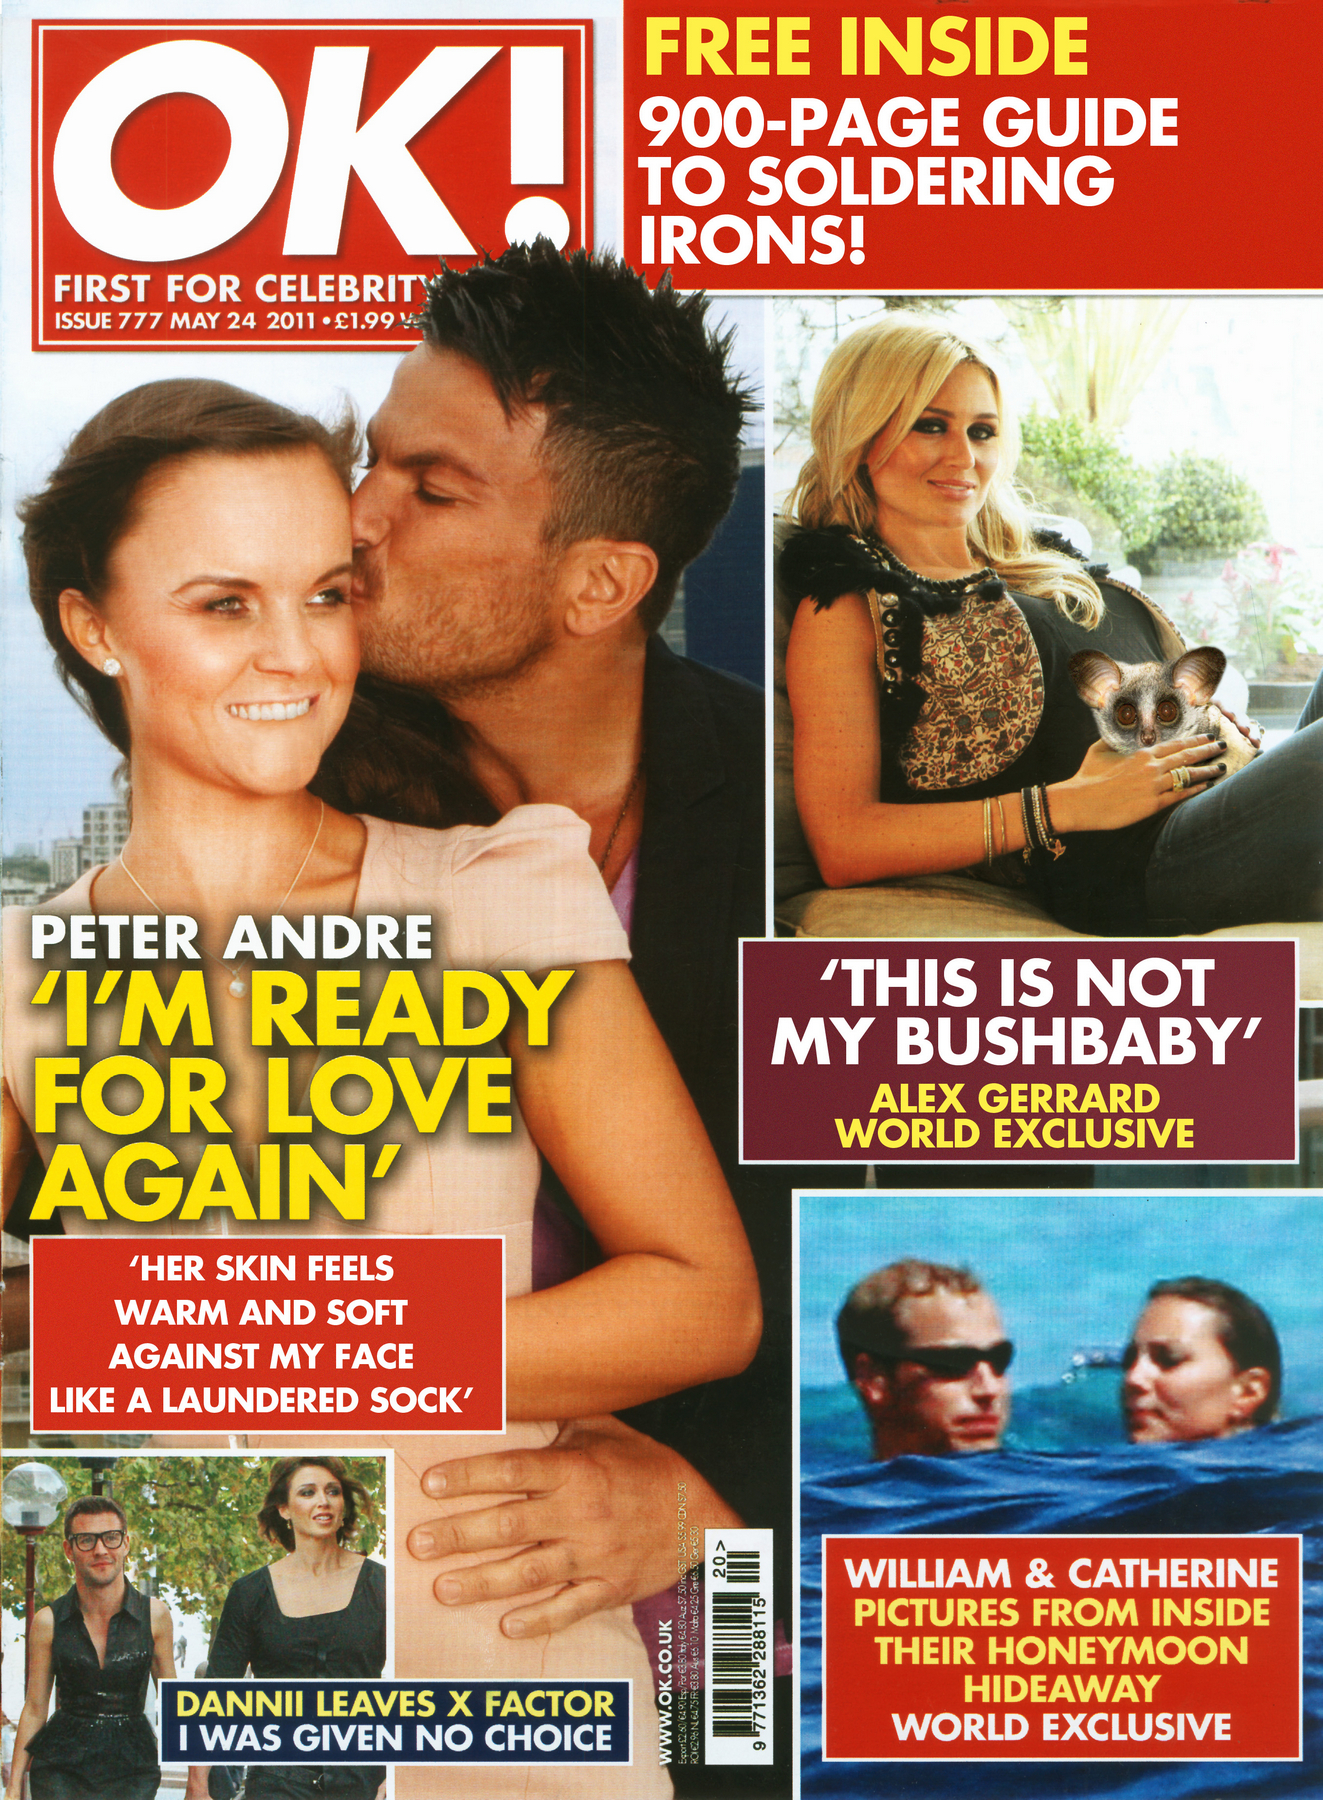 OK!
FIRST FOR CELEBRITY
ISSUE 777 MAY 24 2011 • £1.99
FREE INSIDE
900-PAGE GUIDE
TO SOLDERING
IRONS!
PETER ANDRE
‘I’M READY
FOR LOVE
AGAIN’
‘HER SKIN FEELS
WARM AND SOFT
AGAINST MY FACE
LIKE A LAUNDERED SOCK’
‘THIS IS NOT
MY BUSHBABY’
ALEX GERRARD
WORLD EXCLUSIVE
DANNII LEAVES X FACTOR
I WAS GIVEN NO CHOICE
WWW.OK.CO.UK
20>
9 771362 288115
WILLIAM & CATHERINE
PICTURES FROM INSIDE
THEIR HONEYMOON
HIDEAWAY
WORLD EXCLUSIVE